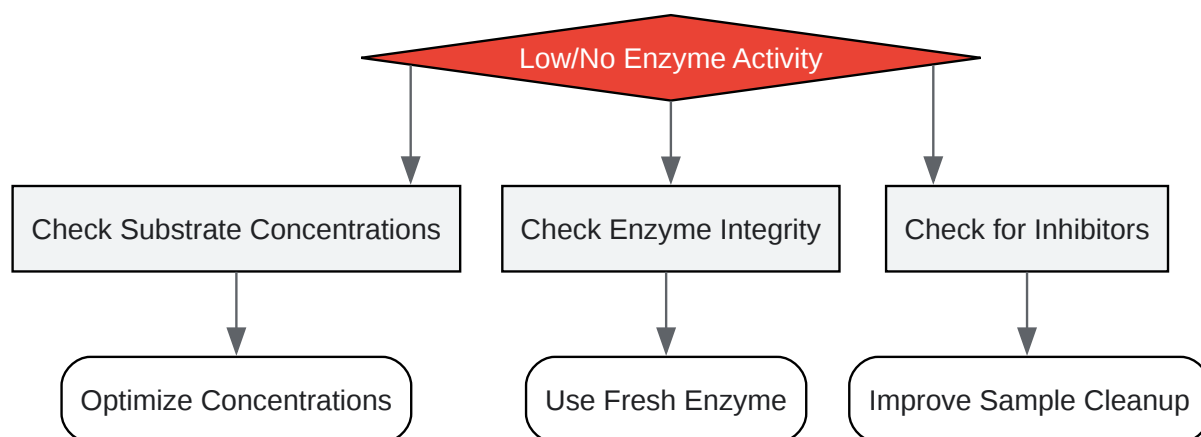 Low/No Enzyme Activity
Check Substrate Concentrations
Check Enzyme Integrity
Check for Inhibitors
Optimize Concentrations
Use Fresh Enzyme
Improve Sample Cleanup